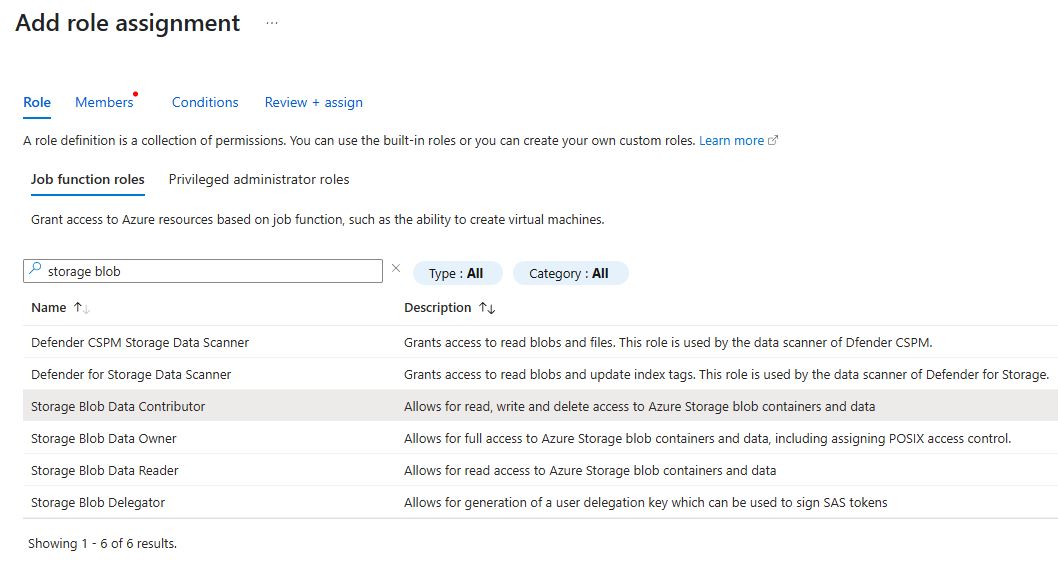 Add role assignment ...
Role Members Conditions Review + assign
A role definition is a collection of permissions. You can use the built-in roles or you can create your own custom roles. Learn more
Job function roles Privileged administrator roles
Grant access to Azure resources based on job function, such as the ability to create virtual machines.
storage blob Type : All Category : All
Name Description
Defender CSPM Storage Data Scanner Grants access to read blobs and files. This role is used by the data scanner of Dfender CSPM.
Defender for Storage Data Scanner Grants access to read blobs and update index tags. This role is used by the data scanner of Defender for Storage.
Storage Blob Data Contributor Allows for read, write and delete access to Azure Storage blob containers and data
Storage Blob Data Owner Allows for full access to Azure Storage blob containers and data, including assigning POSIX access control.
Storage Blob Data Reader Allows for read access to Azure Storage blob containers and data
Storage Blob Delegator Allows for generation of a user delegation key which can be used to sign SAS tokens
Showing 1 - 6 of 6 results.